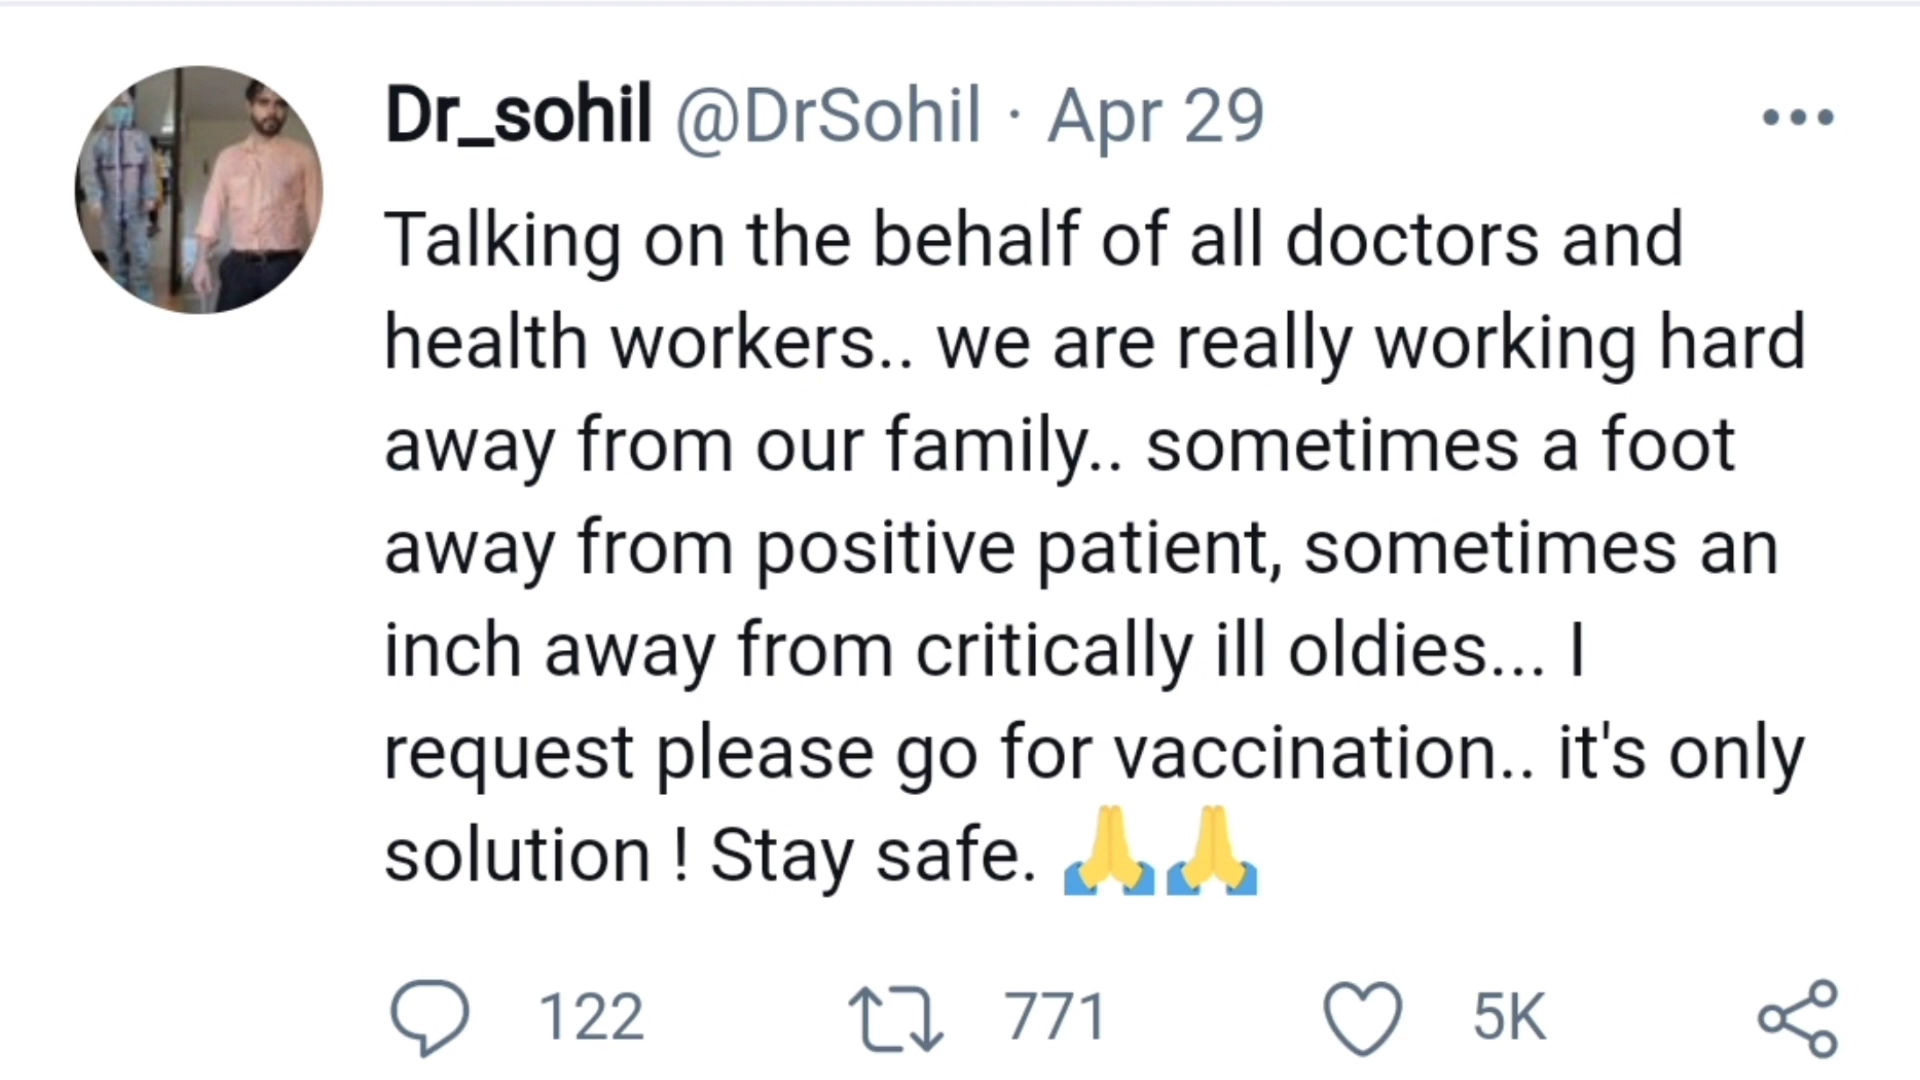 Dr_sohil @DrSohil · Apr 29
Talking on the behalf of all doctors and
health workers.. we are really working hard
away from our family.. sometimes a foot
away from positive patient, sometimes an
inch away from critically ill oldies... I
request please go for vaccination.. it's only
solution ! Stay safe. 🙏🙏
122 771 5K